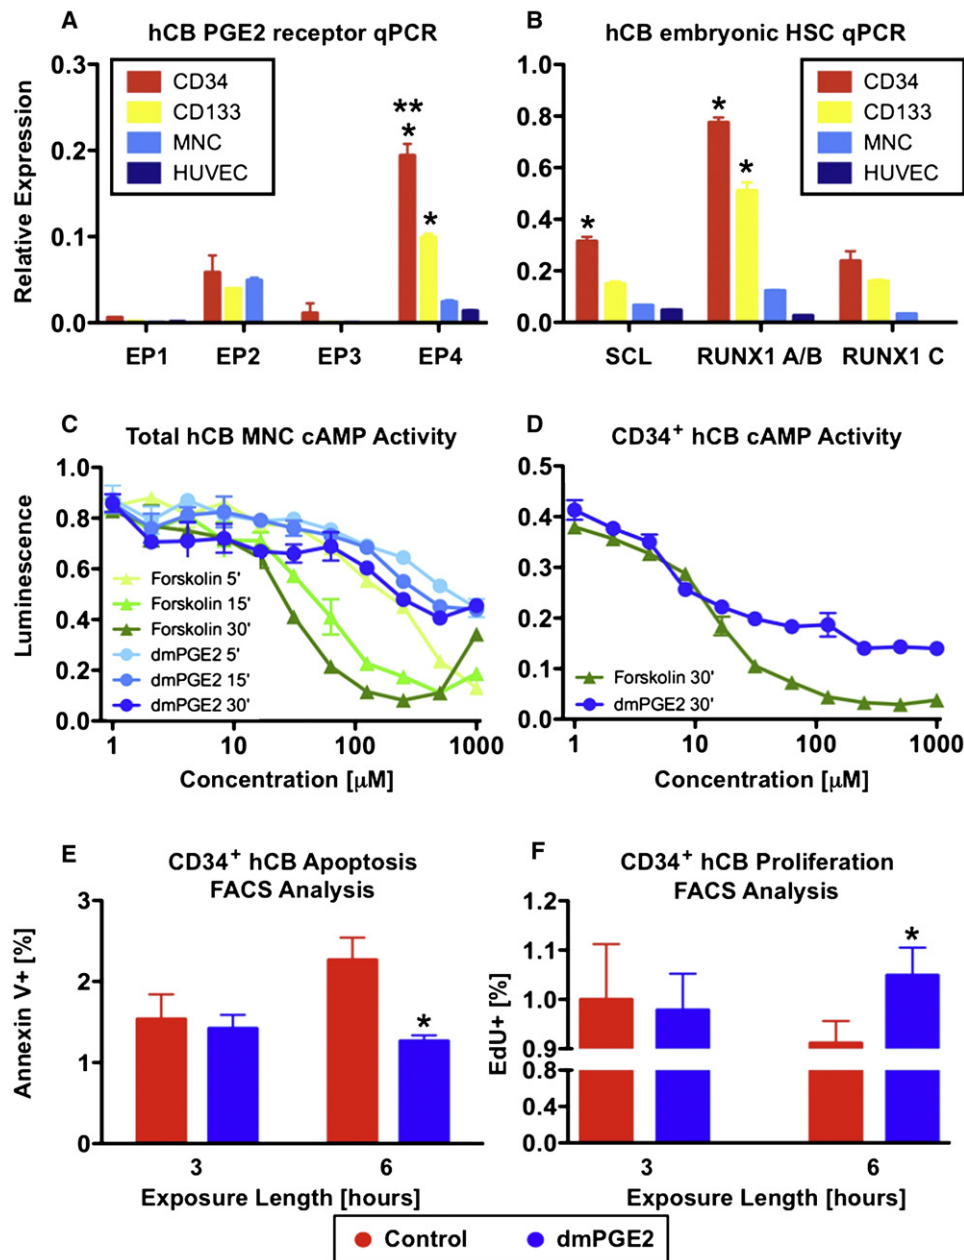 A
hCB PGE2 receptor qPCR
0.3
0.2
0.1
0.0
Relative Expression
CD34
CD133
MNC
HUVEC
**
*
*
EP1 EP2 EP3 EP4
B
hCB embryonic HSC qPCR
1.0
0.8
0.6
0.4
0.2
0.0
CD34
CD133
MNC
HUVEC
*
*
*
SCL RUNX1 A/B RUNX1 C
C
Total hCB MNC cAMP Activity
1.0
0.8
0.6
0.4
0.2
0.0
Luminescence
Forskolin 5'
Forskolin 15'
Forskolin 30'
dmPGE2 5'
dmPGE2 15'
dmPGE2 30'
1 10 100 1000
Concentration [µM]
D
CD34+ hCB cAMP Activity
0.5
0.4
0.3
0.2
0.1
0.0
Forskolin 30'
dmPGE2 30'
1 10 100 1000
Concentration [µM]
E
CD34+ hCB Apoptosis
FACS Analysis
3
2
1
0
Annexin V+ [%]
*
3 6
Exposure Length [hours]
F
CD34+ hCB Proliferation
FACS Analysis
1.2
1.1
1.0
0.9
0.8
0.4
0.0
EdU+ [%]
*
3 6
Exposure Length [hours]
Control dmPGE2